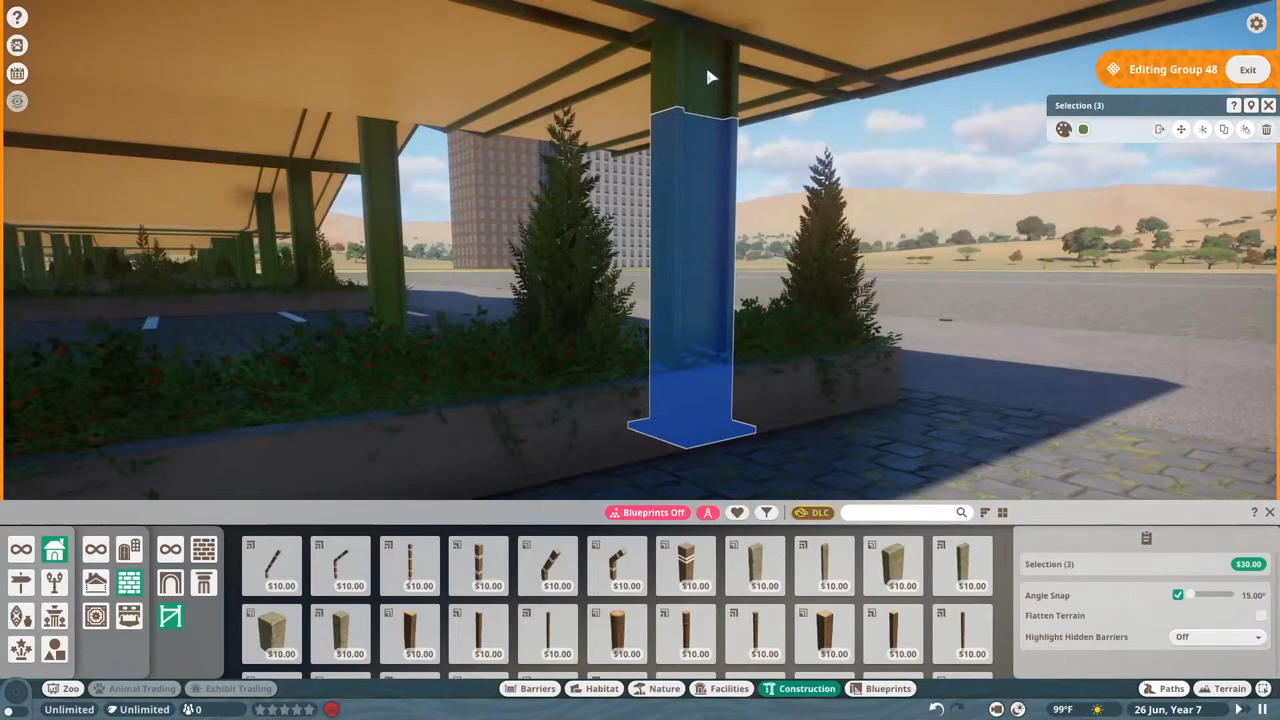 ?
Editing Group 48
Exit
Selection (3)
?
Blueprints Off
DLC
?
$10.00 $10.00 $10.00 $10.00 $10.00 $10.00 $10.00 $10.00 $10.00 $10.00 $10.00
$10.00 $10.00 $10.00 $10.00 $10.00 $10.00 $10.00 $10.00 $10.00 $10.00 $10.00
Selection (3) $30.00
Angle Snap 15.00°
Flatten Terrain
Highlight Hidden Barriers Off
Zoo Animal Trading Exhibit Trading Barriers Habitat Nature Facilities Construction Blueprints Paths Terrain
Unlimited Unlimited 0 99°F 26 Jun, Year 7